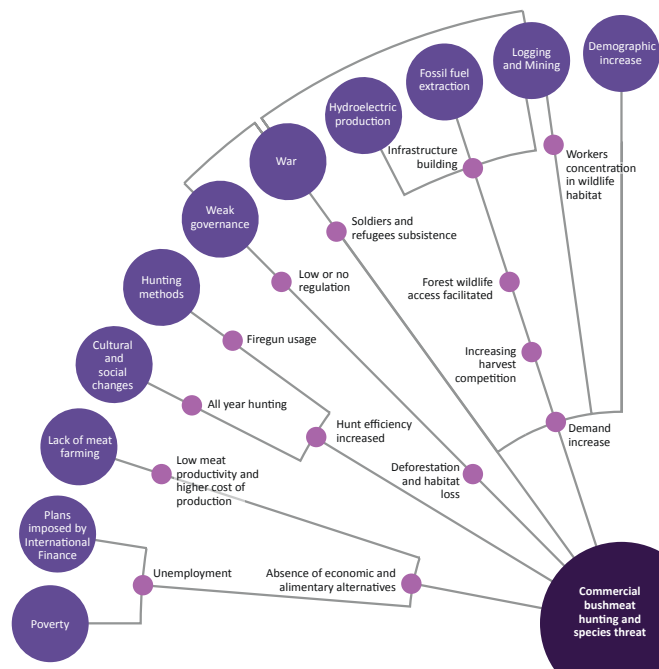 Demographic
increase
Logging
and Mining
Fossil fuel
extraction
Hydroelectric
production
War
Weak
governance
Hunting
methods
Cultural
and
social
changes
Lack of meat
farming
Plans
imposed by
International
Finance
Poverty
Infrastructure
building
Workers
concentration
in wildlife
habitat
Soldiers and
refugees subsistence
Low or no
regulation
Forest wildlife
access facilitated
Firegun usage
Increasing
harvest
competition
All year hunting
Hunt efficiency
increased
Demand
increase
Low meat
productivity and
higher cost of
production
Deforestation
and habitat
loss
Unemployment
Absence of economic and
alimentary alternatives
Commercial
bushmeat
hunting and
species threat